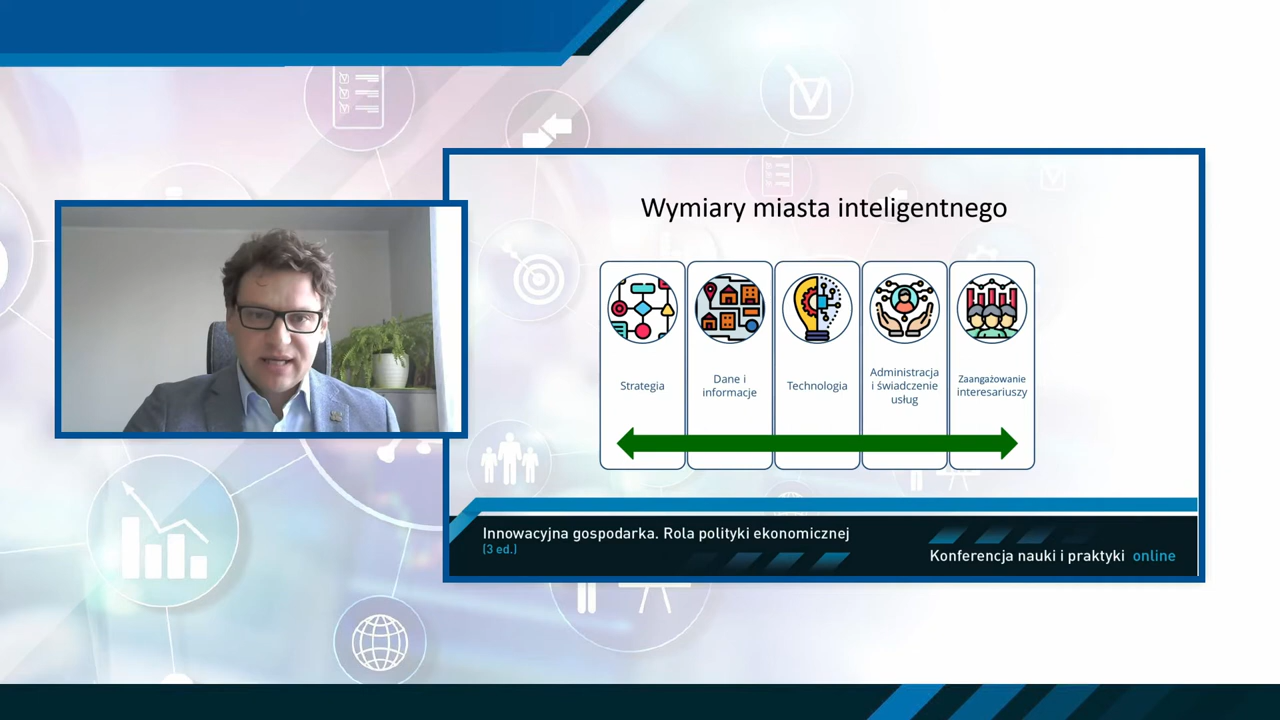 Wymiary miasta inteligentnego
Strategia
Dane i
informacje
Technologia
Administracja
i świadczenie
usług
Zaangażowanie
interesariuszy
Innowacyjna gospodarka. Rola polityki ekonomicznej
(3 ed.)
Konferencja nauki i praktyki online